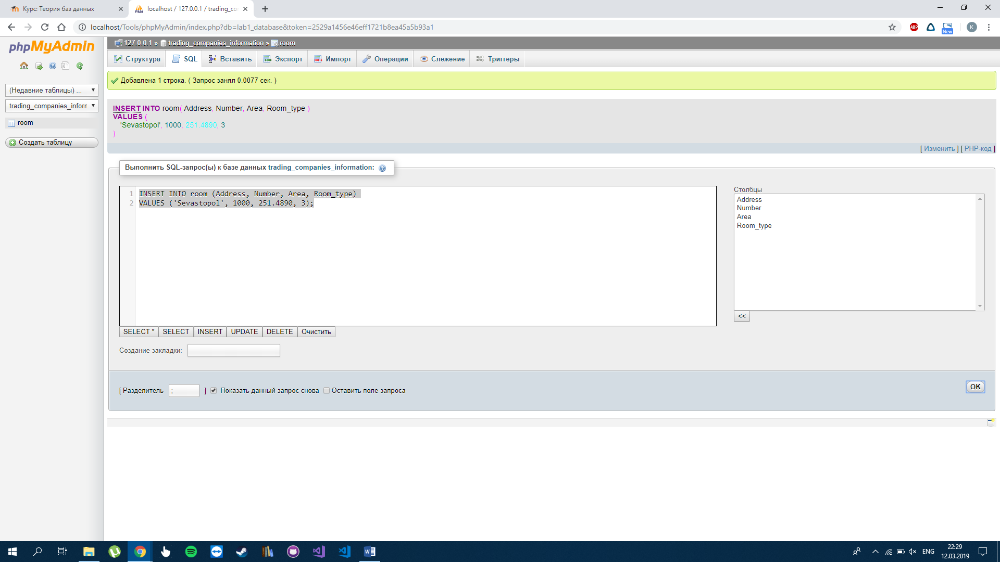 Курс: Теория баз данных
localhost / 127.0.0.1 / trading_co
localhost/Tools/phpMyAdmin/index.php?db=lab1_database&token=2529a1456e46eff1721b8ea45a5b93a1
ABP
New
K
phpMyAdmin
127.0.0.1 » trading_companies_information » room
Структура
SQL
Вставить
Экспорт
Импорт
Операции
Слежение
Триггеры
Добавлена 1 строка. ( Запрос занял 0.0077 сек. )
(Недавние таблицы) ...
trading_companies_inforn
room
Создать таблицу
INSERT INTO room( Address, Number, Area, Room_type )
VALUES (
'Sevastopol', 1000, 251.4890, 3
)
[ Изменить ] [ PHP-код ]
Выполнить SQL-запрос(ы) к базе данных trading_companies_information:
1 INSERT INTO room (Address, Number, Area, Room_type)
2 VALUES ('Sevastopol', 1000, 251.4890, 3);
Столбцы
Address
Number
Area
Room_type
<<
SELECT *
SELECT
INSERT
UPDATE
DELETE
Очистить
Создание закладки:
[ Разделитель ; ] Показать данный запрос снова Оставить поле запроса
OK
ENG
22:29
12.03.2019